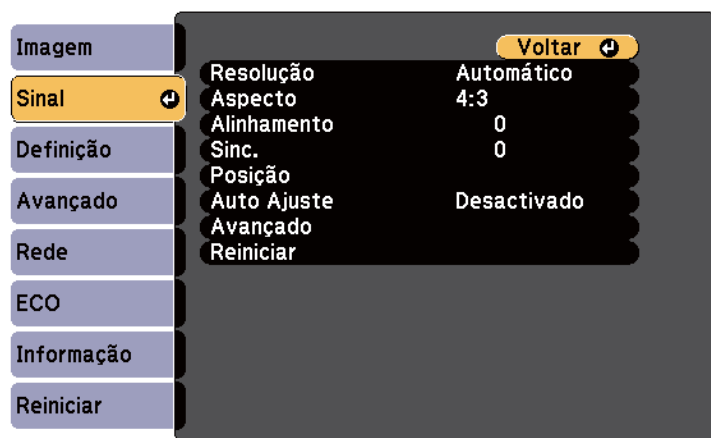 Imagem
Sinal
Definição
Avançado
Rede
ECO
Informação
Reiniciar
Voltar
Resolução Automático
Aspecto 4:3
Alinhamento 0
Sinc. 0
Posição
Auto Ajuste Desactivado
Avançado
Reiniciar